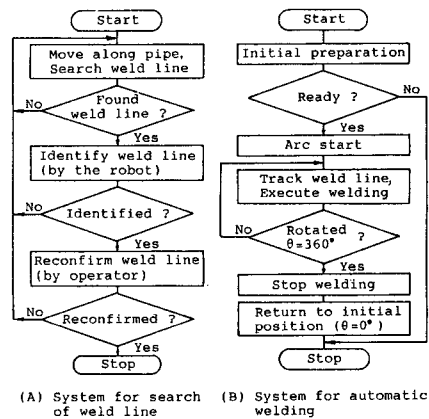 Start
Move along pipe,
Search weld line
No
Found
weld line ?
Yes
Identify weld line
(by the robot)
No
Identified ?
Yes
Reconfirm weld line
(by operator)
No
Reconfirmed ?
Yes
Stop
(A) System for search
of weld line
Start
Initial preparation
Ready ?
No
Yes
Arc start
Track weld line,
Execute welding
No
Rotated
θ=360° ?
Yes
Stop welding
Return to initial
position (θ=0°)
Stop
(B) System for automatic
welding